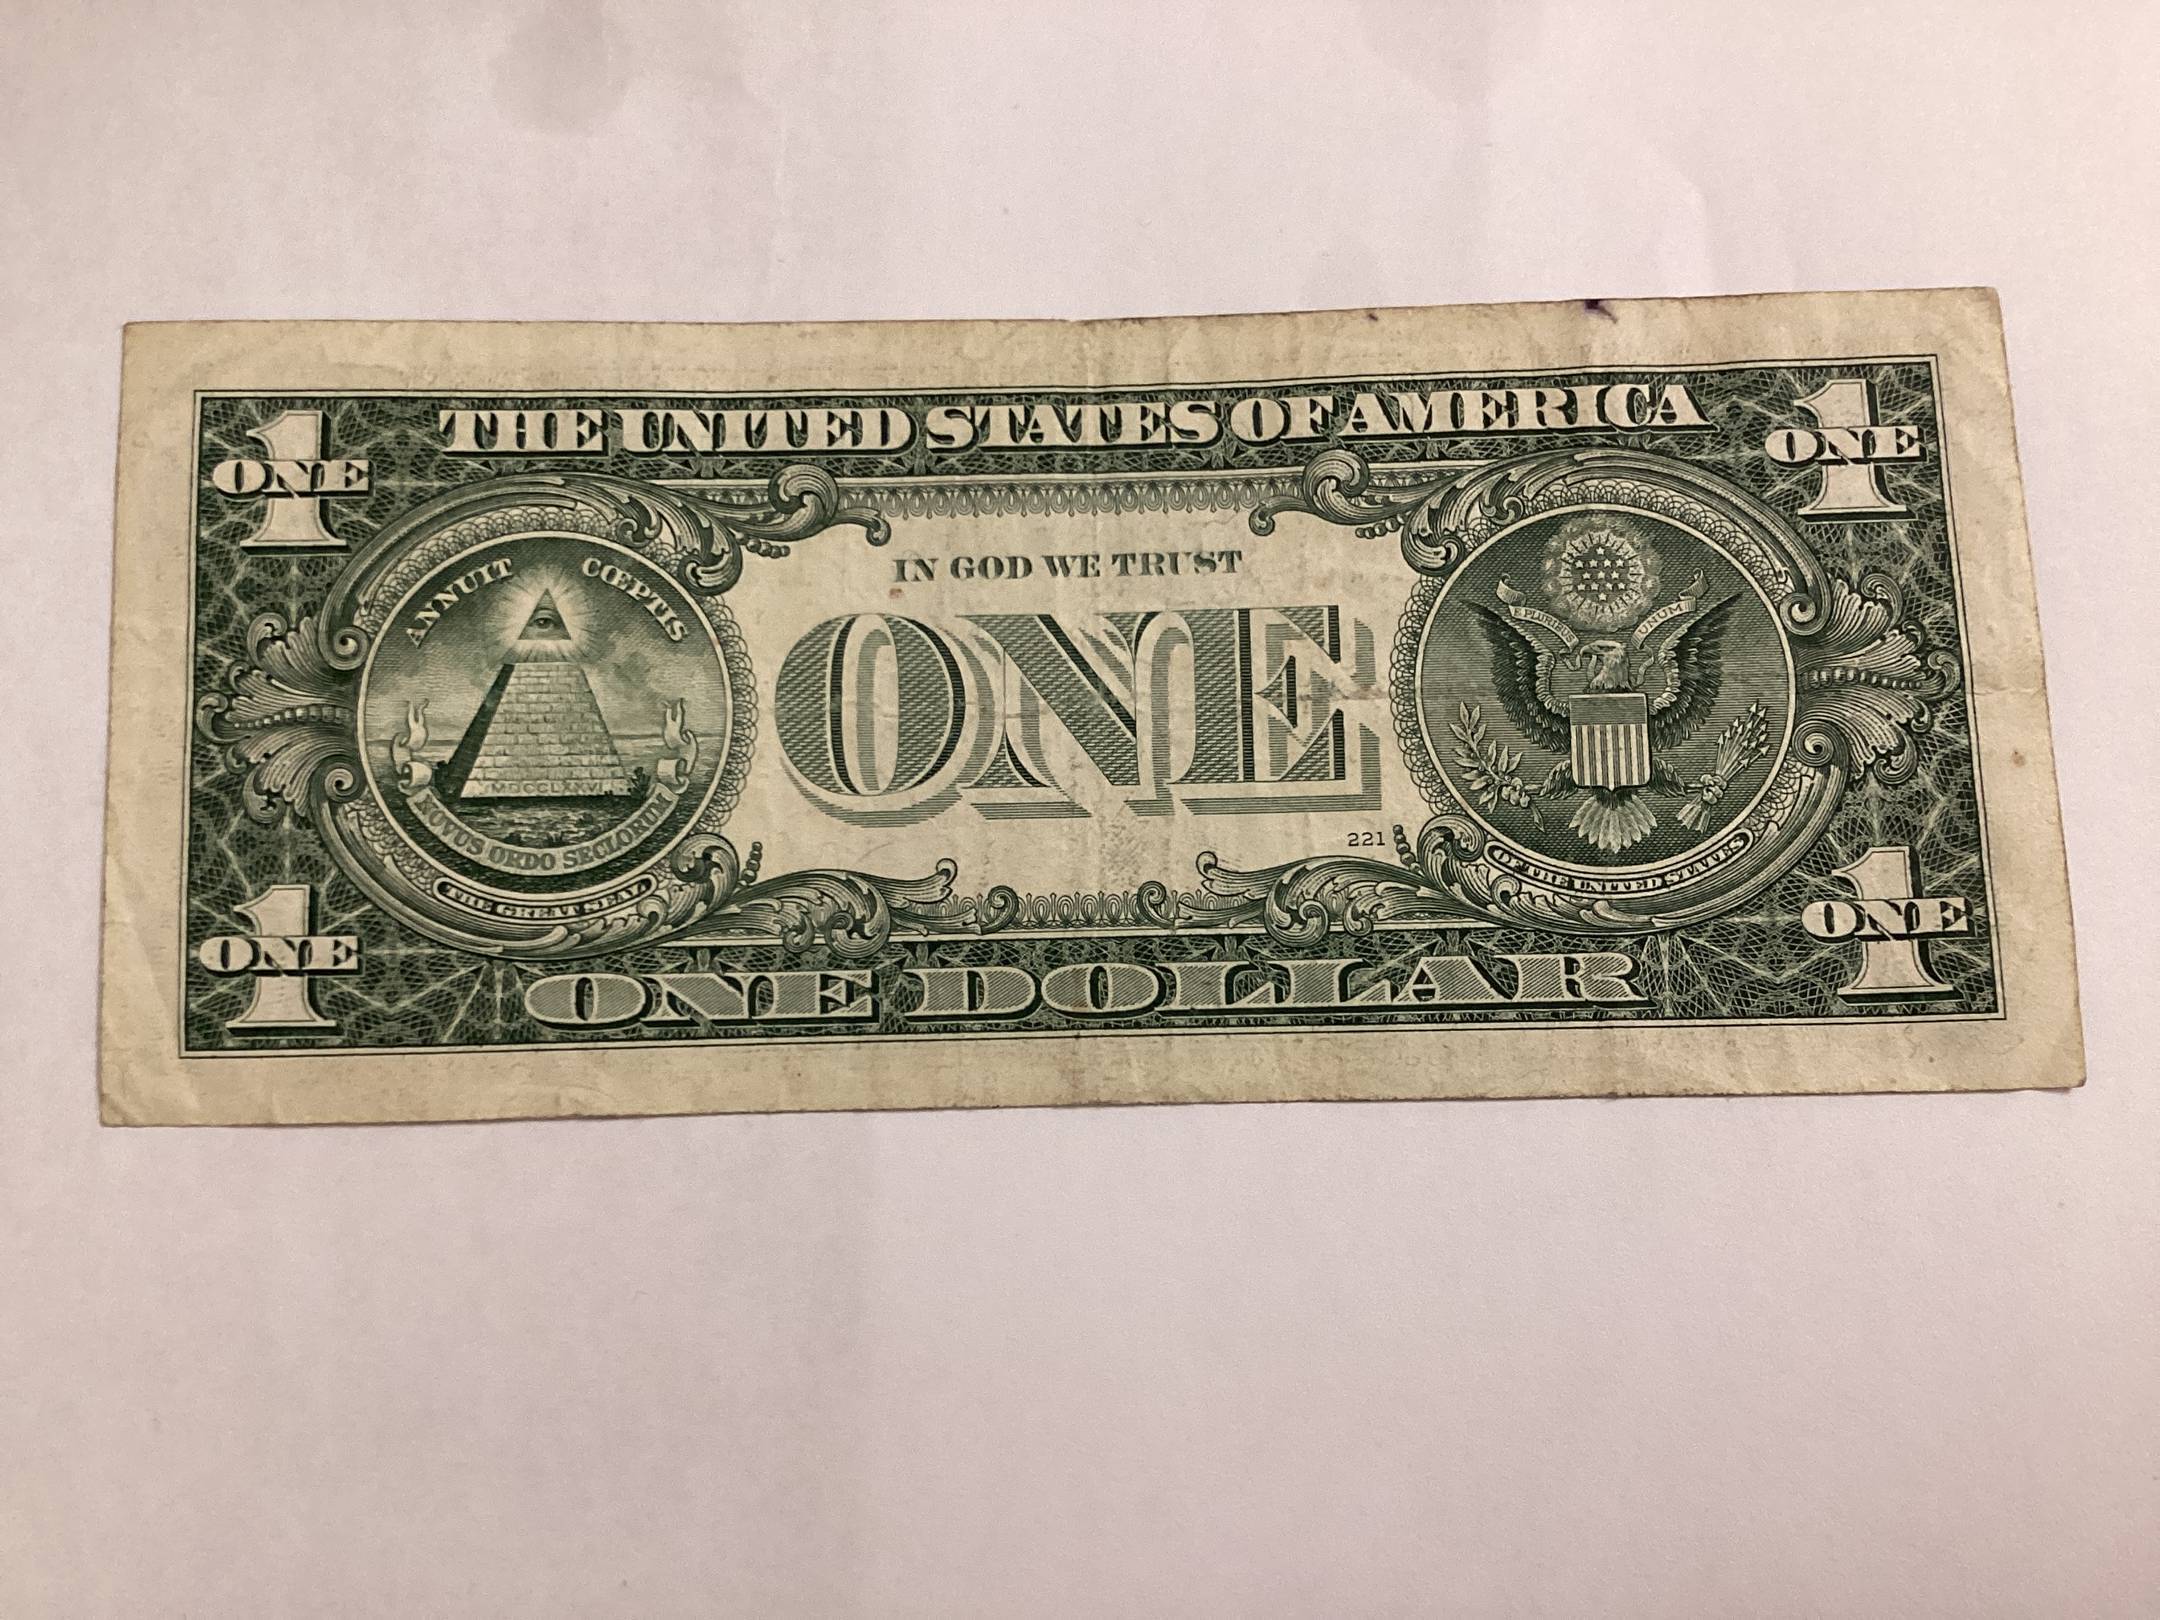 THE UNITED STATES OF AMERICA
1
ONE
1
ONE
ANNUIT CŒPTIS
IN GOD WE TRUST
E PLURIBUS UNUM
ONE
MDCCLXXVI
NOVUS ORDO SECLORUM
221
THE GREAT SEAL
OF THE UNITED STATES
1
ONE
1
ONE
ONE DOLLAR